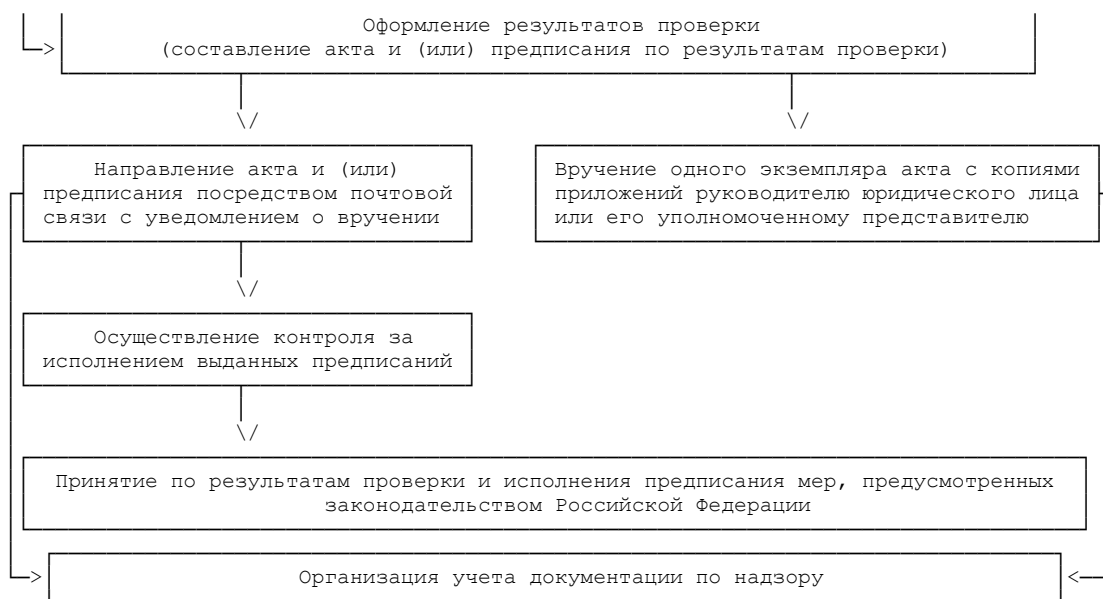 Оформление результатов проверки
(составление акта и (или) предписания по результатам проверки)
Направление акта и (или)
предписания посредством почтовой
связи с уведомлением о вручении
Вручение одного экземпляра акта с копиями
приложений руководителю юридического лица
или его уполномоченному представителю
Осуществление контроля за
исполнением выданных предписаний
Принятие по результатам проверки и исполнения предписания мер, предусмотренных
законодательством Российской Федерации
Организация учета документации по надзору